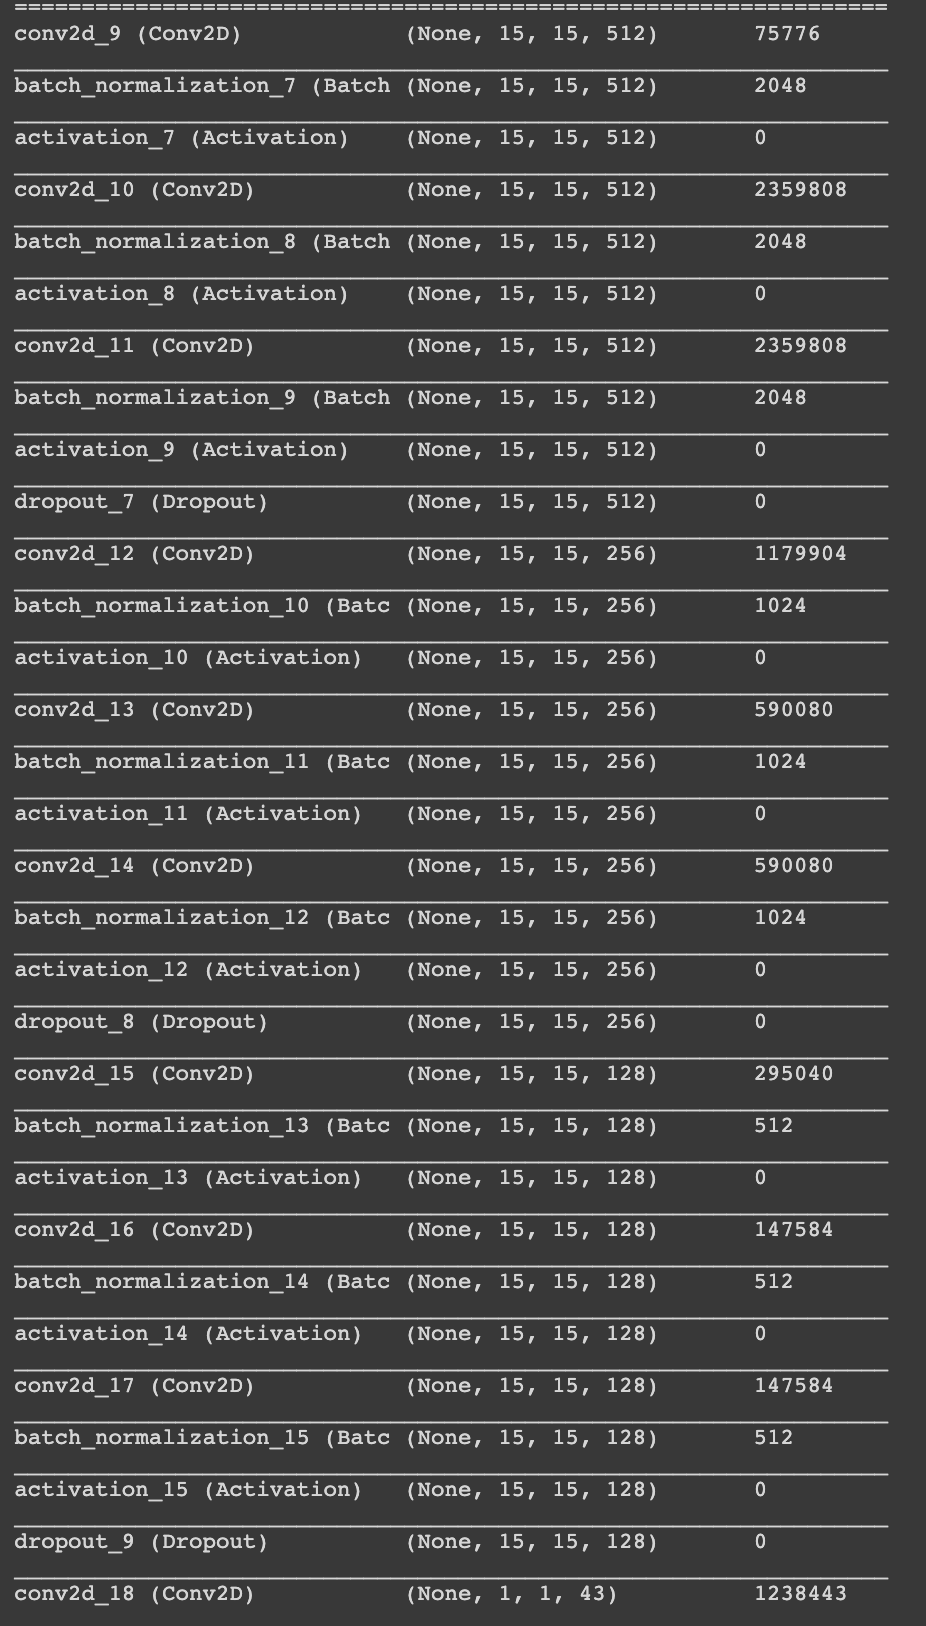 =================================================================
conv2d_9 (Conv2D) (None, 15, 15, 512) 75776
batch_normalization_7 (Batch (None, 15, 15, 512) 2048
activation_7 (Activation) (None, 15, 15, 512) 0
conv2d_10 (Conv2D) (None, 15, 15, 512) 2359808
batch_normalization_8 (Batch (None, 15, 15, 512) 2048
activation_8 (Activation) (None, 15, 15, 512) 0
conv2d_11 (Conv2D) (None, 15, 15, 512) 2359808
batch_normalization_9 (Batch (None, 15, 15, 512) 2048
activation_9 (Activation) (None, 15, 15, 512) 0
dropout_7 (Dropout) (None, 15, 15, 512) 0
conv2d_12 (Conv2D) (None, 15, 15, 256) 1179904
batch_normalization_10 (Batc (None, 15, 15, 256) 1024
activation_10 (Activation) (None, 15, 15, 256) 0
conv2d_13 (Conv2D) (None, 15, 15, 256) 590080
batch_normalization_11 (Batc (None, 15, 15, 256) 1024
activation_11 (Activation) (None, 15, 15, 256) 0
conv2d_14 (Conv2D) (None, 15, 15, 256) 590080
batch_normalization_12 (Batc (None, 15, 15, 256) 1024
activation_12 (Activation) (None, 15, 15, 256) 0
dropout_8 (Dropout) (None, 15, 15, 256) 0
conv2d_15 (Conv2D) (None, 15, 15, 128) 295040
batch_normalization_13 (Batc (None, 15, 15, 128) 512
activation_13 (Activation) (None, 15, 15, 128) 0
conv2d_16 (Conv2D) (None, 15, 15, 128) 147584
batch_normalization_14 (Batc (None, 15, 15, 128) 512
activation_14 (Activation) (None, 15, 15, 128) 0
conv2d_17 (Conv2D) (None, 15, 15, 128) 147584
batch_normalization_15 (Batc (None, 15, 15, 128) 512
activation_15 (Activation) (None, 15, 15, 128) 0
dropout_9 (Dropout) (None, 15, 15, 128) 0
conv2d_18 (Conv2D) (None, 1, 1, 43) 1238443